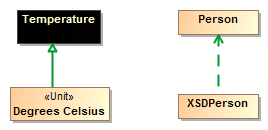 Temperature
Person
«Unit»
Degrees Celsius
XSDPerson